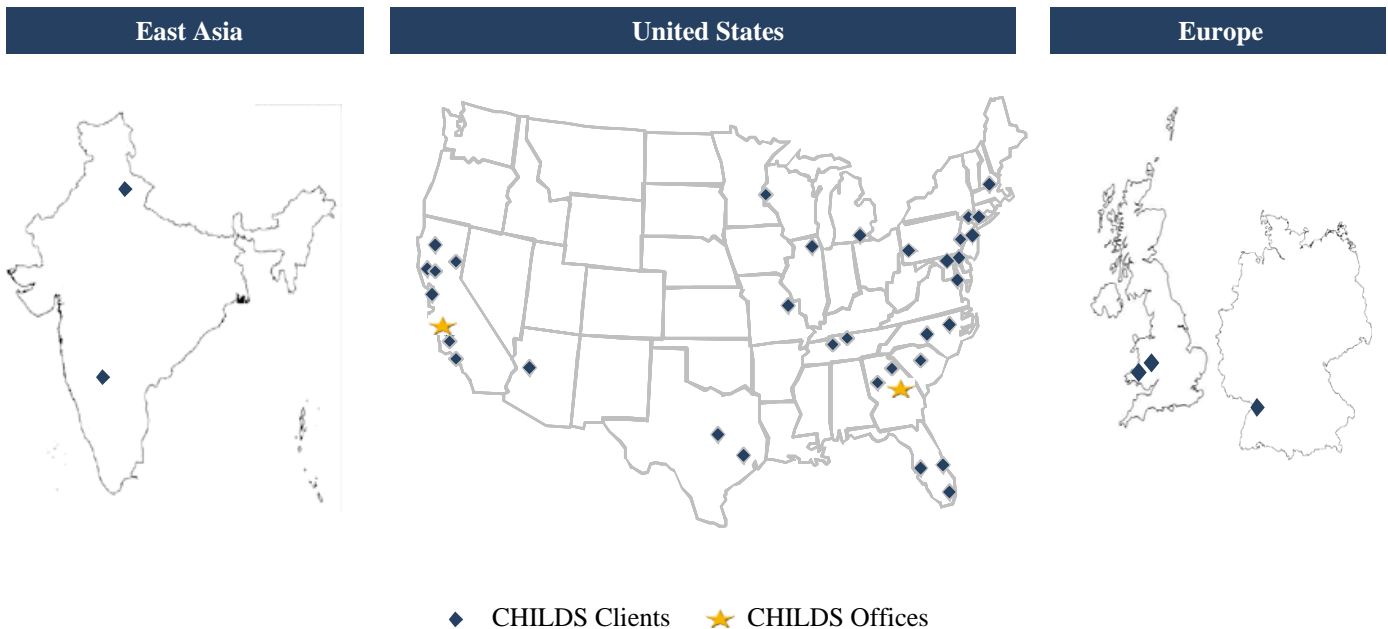 East Asia
United States
Europe
CHILDS Clients
CHILDS Offices